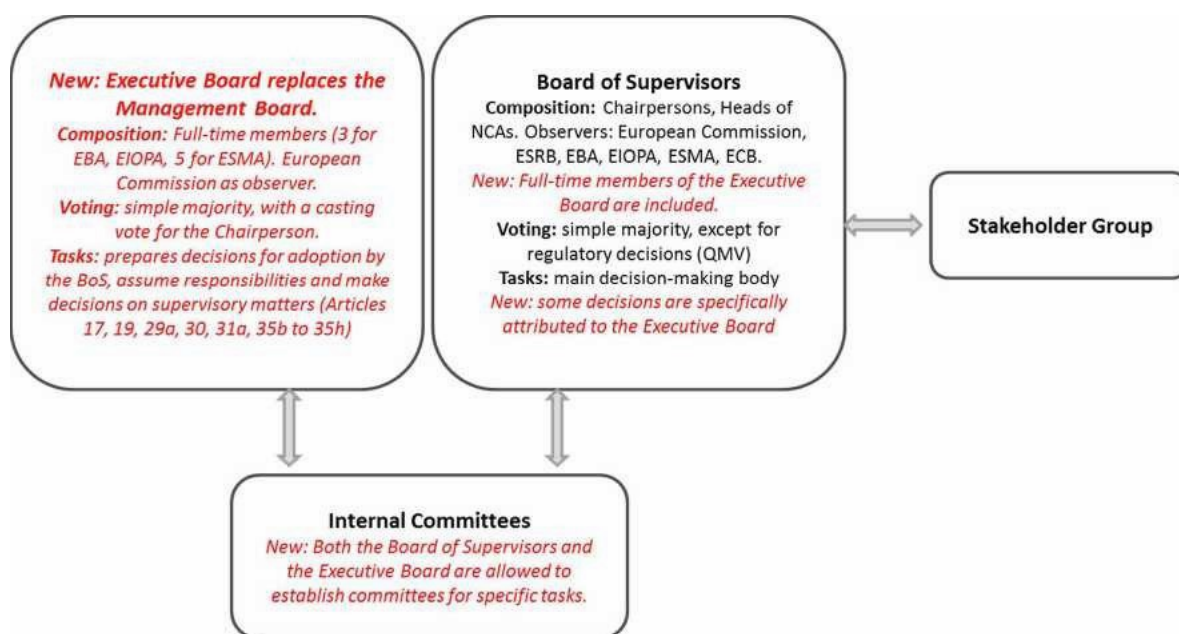 New: Executive Board replaces the
Management Board.
Composition: Full-time members (3 for
EBA, EIOPA, 5 for ESMA). European
Commission as observer.
Voting: simple majority, with a casting
vote for the Chairperson.
Tasks: prepares decisions for adoption by
the BoS, assume responsibilities and make
decisions on supervisory matters (Articles
17, 19, 29a, 30, 31a, 35b to 35h)
Board of Supervisors
Composition: Chairpersons, Heads of
NCAs. Observers: European Commission,
ESRB, EBA, EIOPA, ESMA, ECB.
New: Full-time members of the Executive
Board are included.
Voting: simple majority, except for
regulatory decisions (QMV)
Tasks: main decision-making body
New: some decisions are specifically
attributed to the Executive Board
Stakeholder Group
Internal Committees
New: Both the Board of Supervisors and
the Executive Board are allowed to
establish committees for specific tasks.